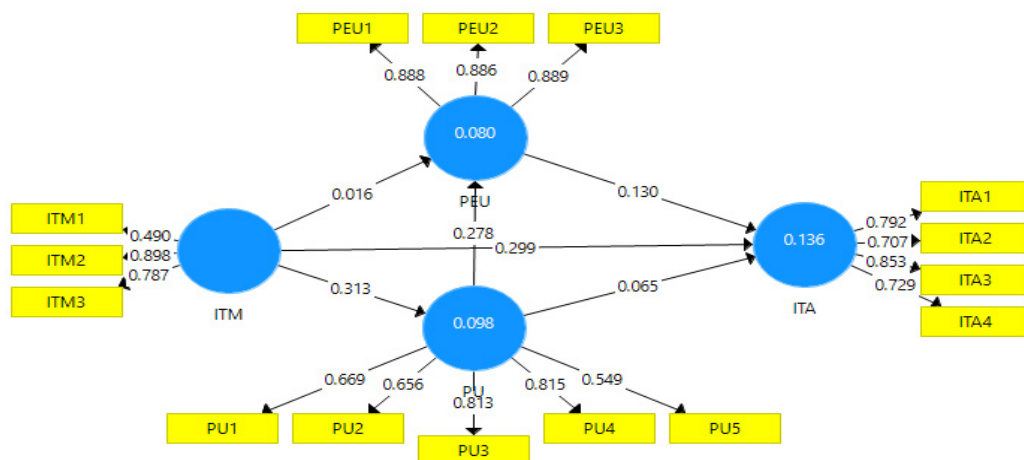 PEU1 PEU2 PEU3
0.888 0.886 0.889
0.080
PEU
0.016 0.130
ITM1 ITM2 ITM3
0.490 0.898 0.787
ITM
0.278
0.299
0.313 0.065
0.136
ITA
0.792 0.707 0.853 0.729
ITA1 ITA2 ITA3 ITA4
0.098
PU
0.669 0.656 0.813 0.815 0.549
PU1 PU2 PU3 PU4 PU5